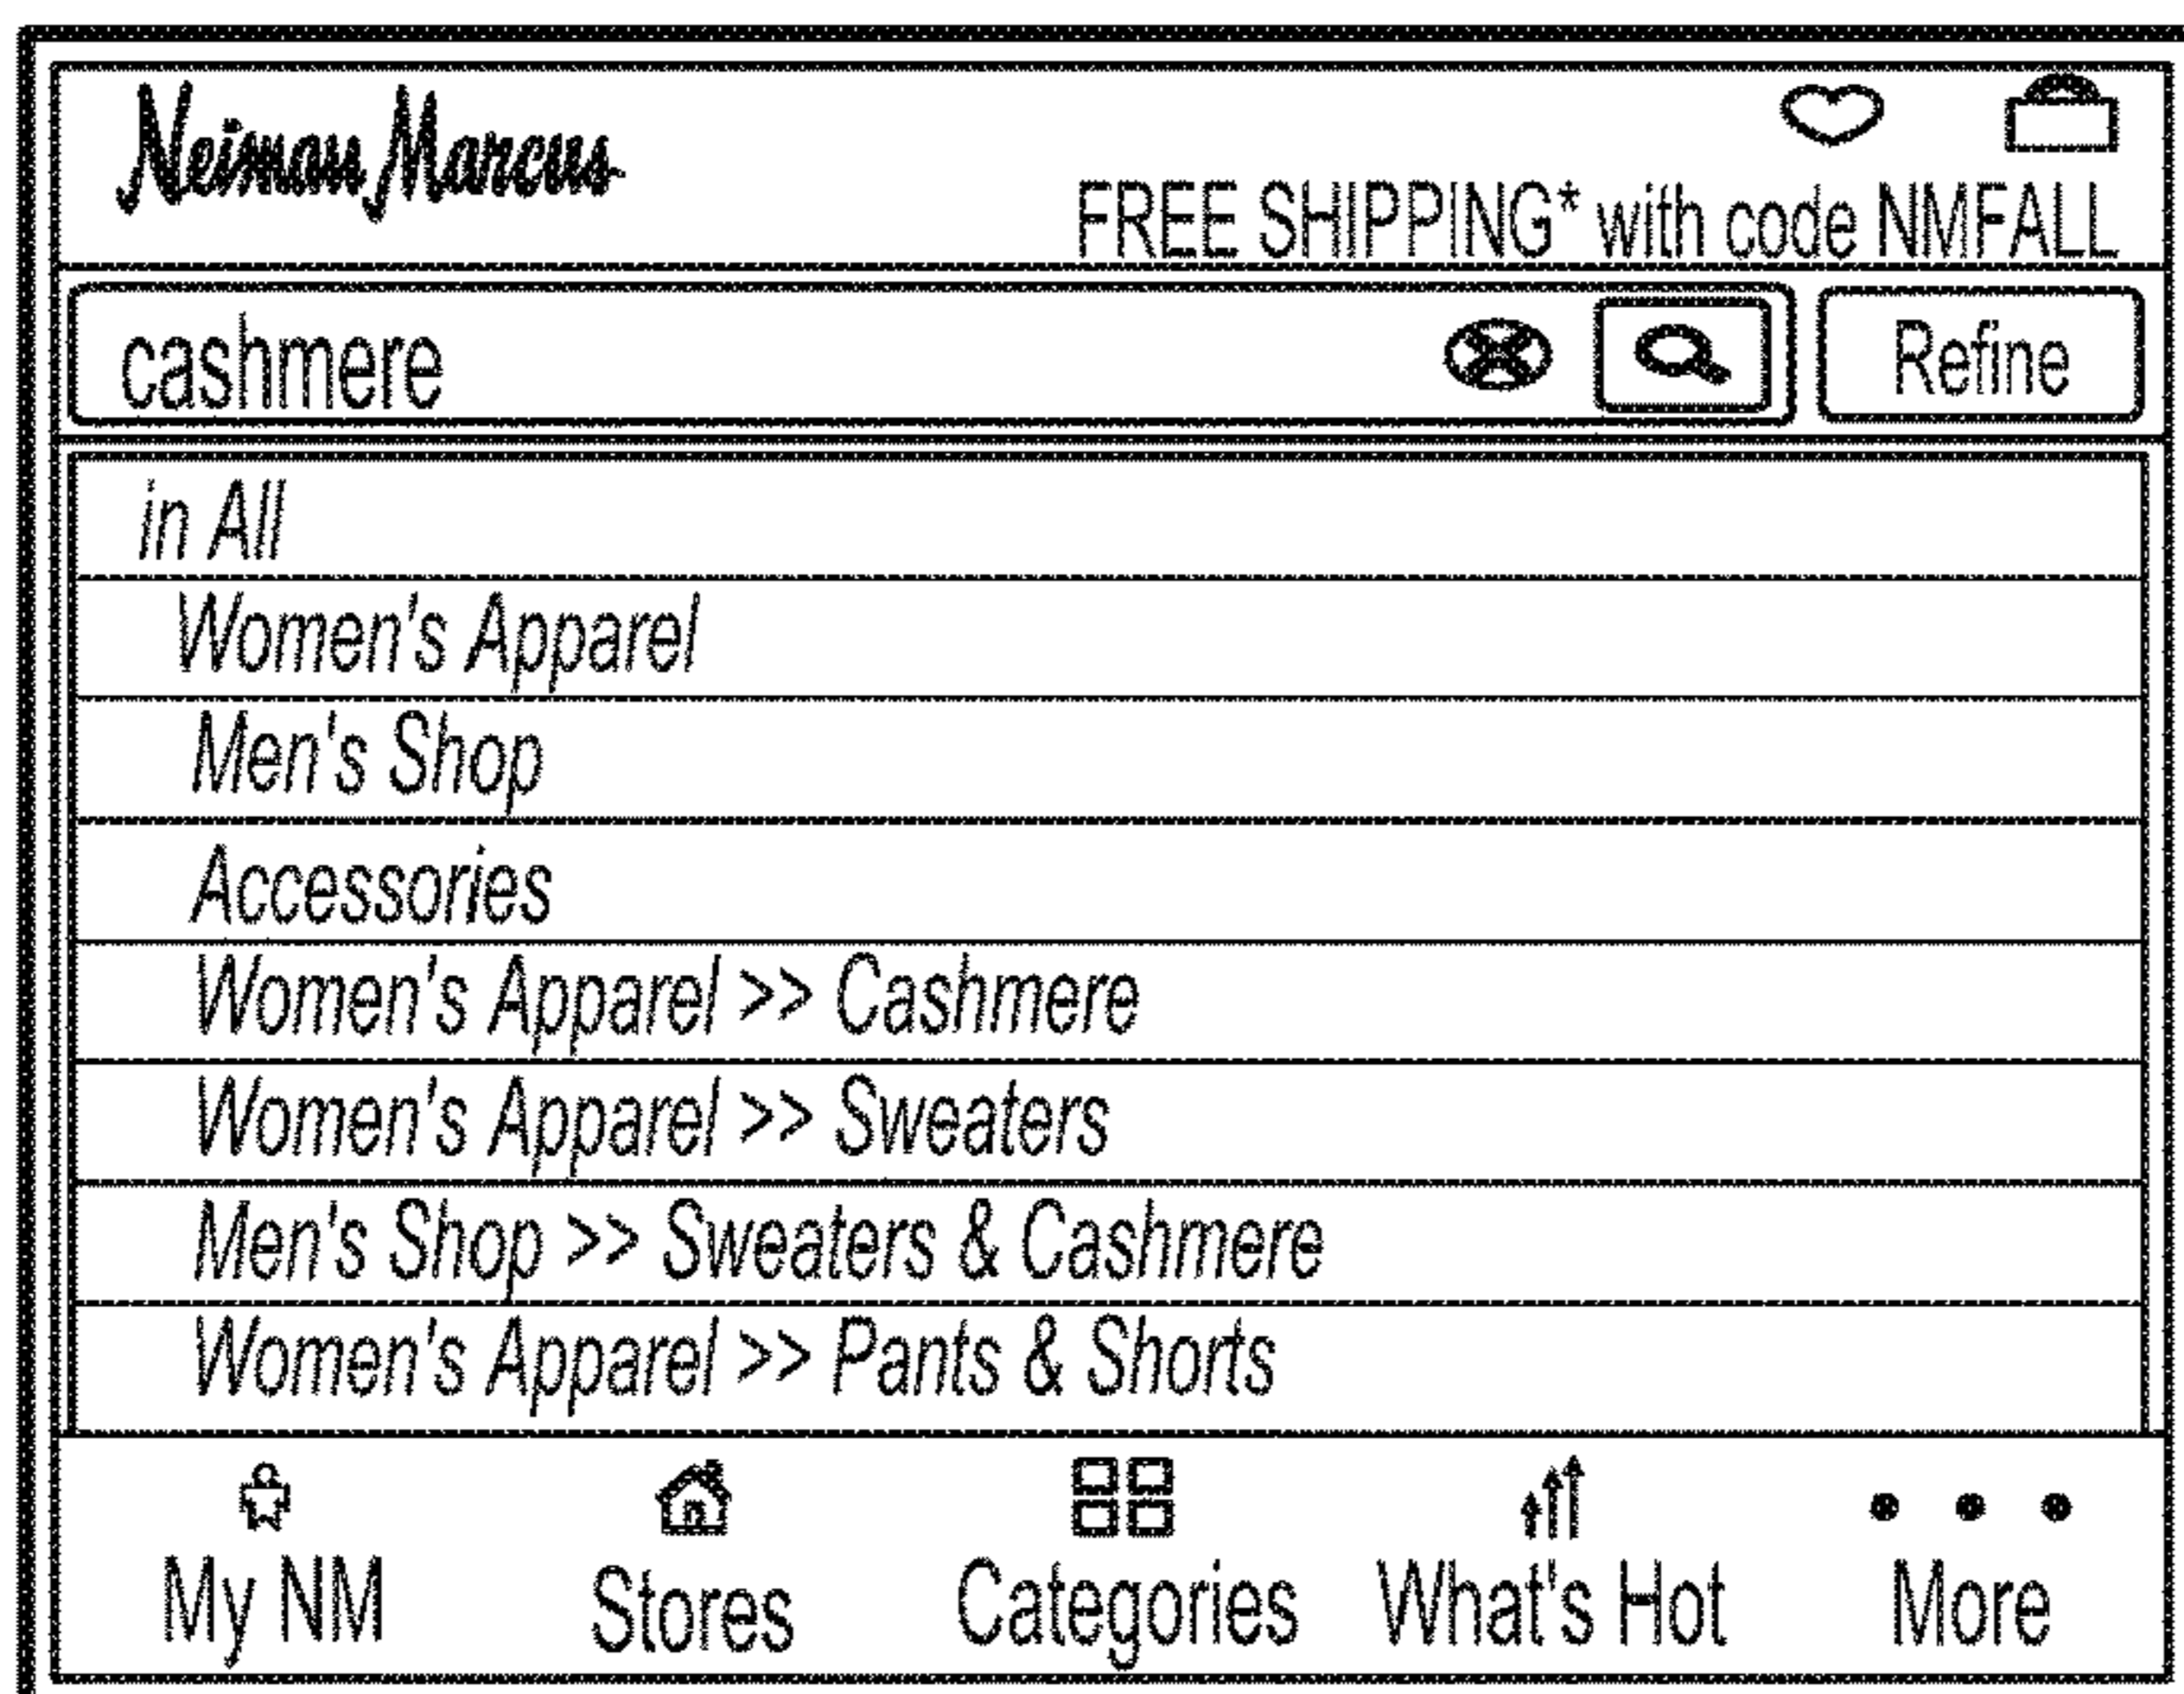 Neiman Marcus
FREE SHIPPING* with code NMFALL
cashmere
Refine
in All
Women's Apparel
Men's Shop
Accessories
Women's Apparel >> Cashmere
Women's Apparel >> Sweaters
Men's Shop >> Sweaters & Cashmere
Women's Apparel >> Pants & Shorts
My NM Stores Categories What's Hot More